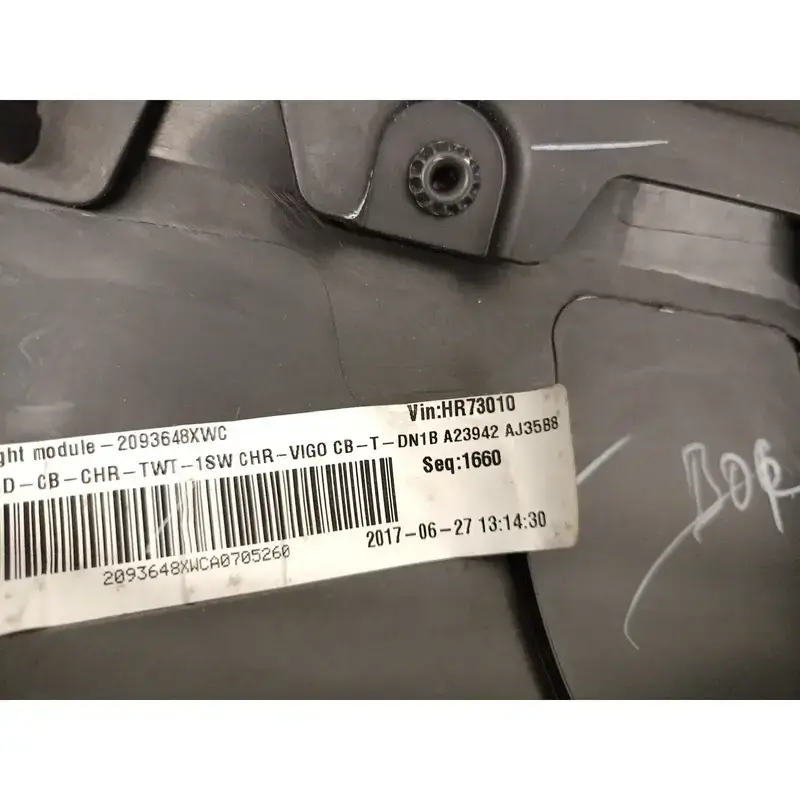 Vin:HR73010
ght module-2093648XWC
D-CB-CHR-TWT-1SW CHR-VIGO CB-T-DN1B A23942 AJ35B8
Seq:1660
2017-06-27 13:14:30
2093648XWCA0705260